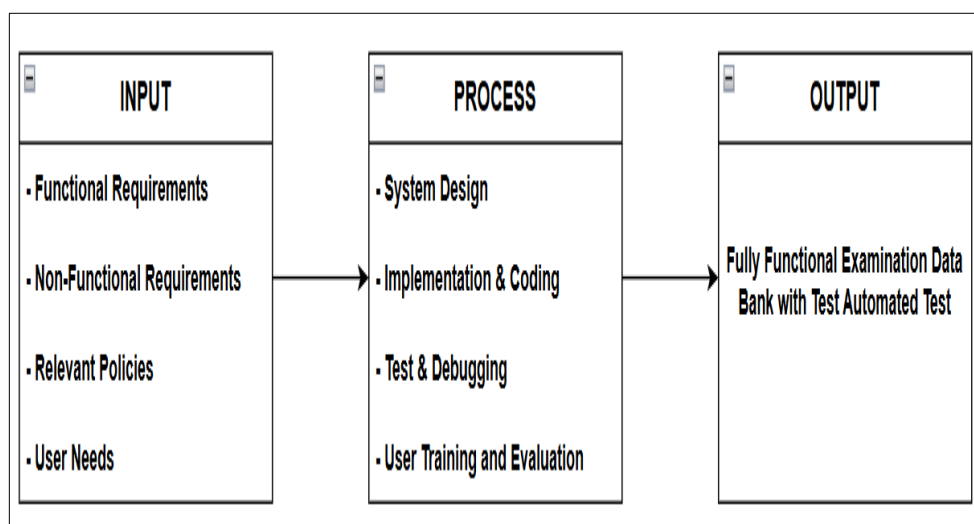 INPUT
- Functional Requirements
- Non-Functional Requirements
- Relevant Policies
- User Needs
PROCESS
- System Design
- Implementation & Coding
- Test & Debugging
- User Training and Evaluation
OUTPUT
Fully Functional Examination Data
Bank with Test Automated Test